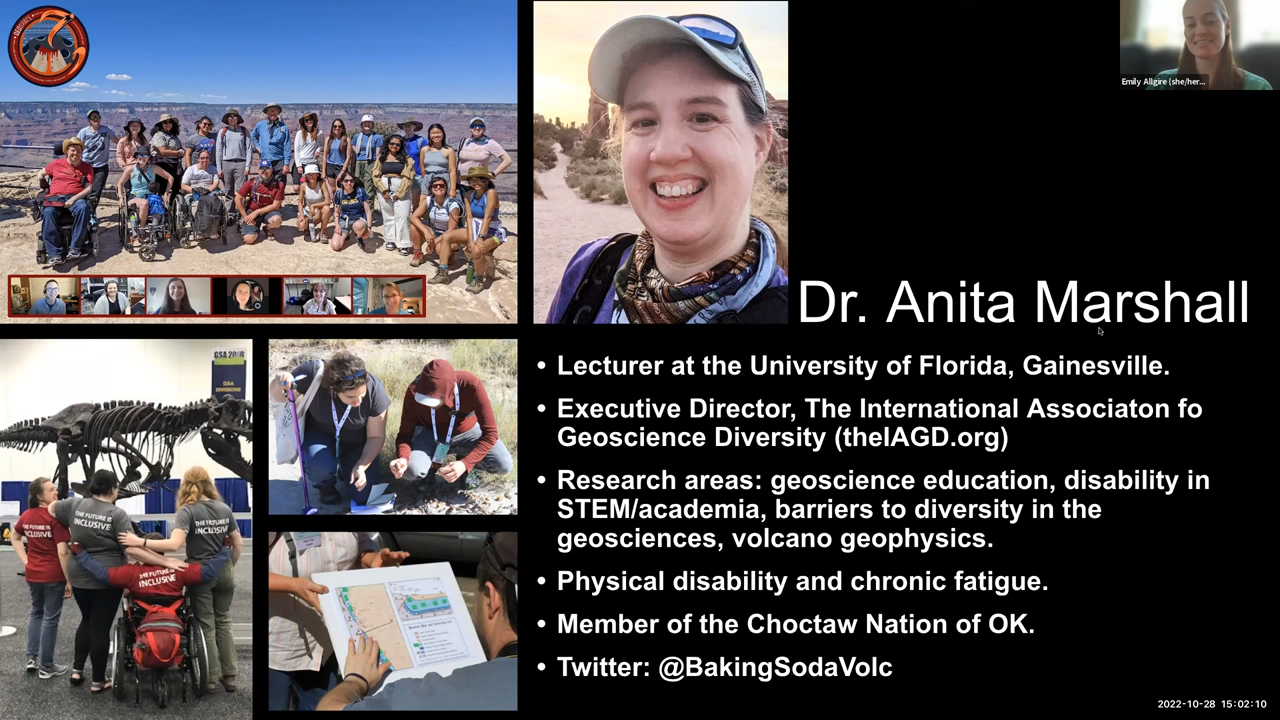 Emily Allgire (she/her...
Dr. Anita Marshall
• Lecturer at the University of Florida, Gainesville.
• Executive Director, The International Associaton fo
Geoscience Diversity (theIAGD.org)
• Research areas: geoscience education, disability in
STEM/academia, barriers to diversity in the
geosciences, volcano geophysics.
• Physical disability and chronic fatigue.
• Member of the Choctaw Nation of OK.
• Twitter: @BakingSodaVolc
GSA 2018
GSA
DIVISIONS
THE FUTURE IS
INCLUSIVE
THE FUTURE IS
INCLUSIVE
THE FUTURE IS
INCLUSIVE
THE FUTURE IS
INCLUSIVE
2022-10-28 15:02:10